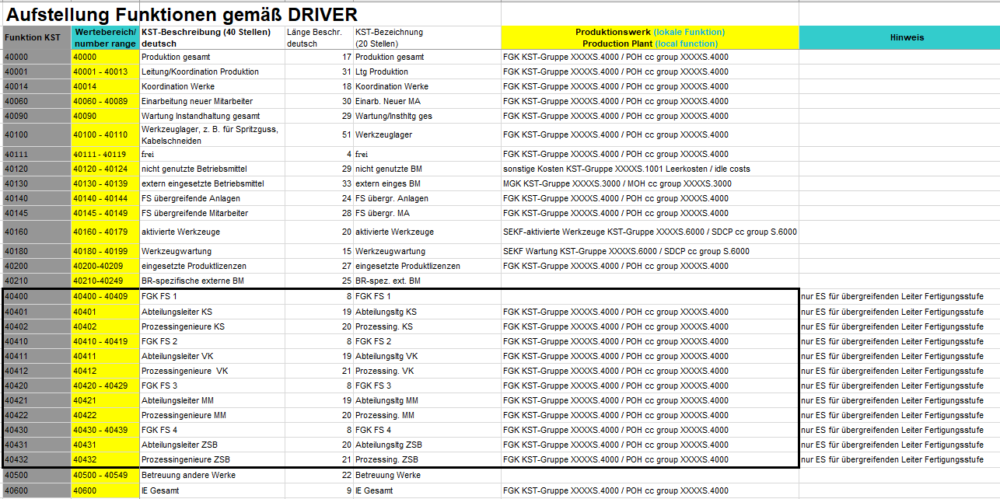 Aufstellung Funktionen gemäß DRIVER
Funktion KST Wertebereich/ number range KST-Beschreibung (40 Stellen) deutsch Länge Beschr. deutsch KST-Bezeichnung (20 Stellen) Produktionswerk (lokale Funktion) Production Plant (local function) Hinweis
40000 40000 Produktion gesamt 17 Produktion gesamt FGK KST-Gruppe XXXXS.4000 / POH cc group XXXXS.4000
40001 40001 - 40013 Leitung/Koordination Produktion 31 Ltg Produktion FGK KST-Gruppe XXXXS.4000 / POH cc group XXXXS.4000
40014 40014 Koordination Werke 18 Koordination Werke FGK KST-Gruppe XXXXS.4000 / POH cc group XXXXS.4000
40060 40060 - 40089 Einarbeitung neuer Mitarbeiter 30 Einarb. Neuer MA FGK KST-Gruppe XXXXS.4000 / POH cc group XXXXS.4000
40090 40090 Wartung Instandhaltung gesamt 29 Wartung/Insthltg ges FGK KST-Gruppe XXXXS.4000 / POH cc group XXXXS.4000
40100 40100 - 40110 Werkzeuglager, z. B. für Spritzguss, Kabelschneiden 51 Werkzeuglager FGK KST-Gruppe XXXXS.4000 / POH cc group XXXXS.4000
40111 40111 - 40119 frei 4 frei FGK KST-Gruppe XXXXS.4000 / POH cc group XXXXS.4000
40120 40120 - 40124 nicht genutzte Betriebsmittel 29 nicht genutzte BM sonstige Kosten KST-Gruppe XXXXS.1001 Leerkosten / idle costs
40130 40130 - 40139 extern eingesetzte Betriebsmittel 33 extern einges BM MGK KST-Gruppe XXXXS.3000 / MOH cc group XXXXS.3000
40140 40140 - 40144 FS übergreifende Anlagen 24 FS übergr. Anlagen FGK KST-Gruppe XXXXS.4000 / POH cc group XXXXS.4000
40145 40145 - 40149 FS übergreifende Mitarbeiter 28 FS übergr. MA FGK KST-Gruppe XXXXS.4000 / POH cc group XXXXS.4000
40160 40160 - 40179 aktivierte Werkzeuge 20 aktivierte Werkzeuge SEKF-aktivierte Werkzeuge KST-Gruppe XXXXS.6000 / SDCP cc group S.6000
40180 40180 - 40199 Werkzeugwartung 15 Werkzeugwartung SEKF Wartung KST-Gruppe XXXXS.6000 / SDCP cc group S.6000
40200 40200-40209 eingesetzte Produktlizenzen 27 eingesetzte Produktlizenzen FGK KST-Gruppe XXXXS.4000 / POH cc group XXXXS.4000
40210 40210-40249 BR-spezifische externe BM 25 BR-spez. ext. BM
40400 40400 - 40409 FGK FS 1 8 FGK FS 1 nur ES für übergreifenden Leiter Fertigungsstufe
40401 40401 Abteilungsleiter KS 19 Abteilungsltg KS FGK KST-Gruppe XXXXS.4000 / POH cc group XXXXS.4000 nur ES für übergreifenden Leiter Fertigungsstufe
40402 40402 Prozessingenieure KS 20 Prozessing. KS FGK KST-Gruppe XXXXS.4000 / POH cc group XXXXS.4000 nur ES für übergreifenden Leiter Fertigungsstufe
40410 40410 - 40419 FGK FS 2 8 FGK FS 2 FGK KST-Gruppe XXXXS.4000 / POH cc group XXXXS.4000 nur ES für übergreifenden Leiter Fertigungsstufe
40411 40411 Abteilungsleiter VK 19 Abteilungsltg VK FGK KST-Gruppe XXXXS.4000 / POH cc group XXXXS.4000 nur ES für übergreifenden Leiter Fertigungsstufe
40412 40412 Prozessingenieure VK 21 Prozessing. VK FGK KST-Gruppe XXXXS.4000 / POH cc group XXXXS.4000 nur ES für übergreifenden Leiter Fertigungsstufe
40420 40420 - 40429 FGK FS 3 8 FGK FS 3 FGK KST-Gruppe XXXXS.4000 / POH cc group XXXXS.4000 nur ES für übergreifenden Leiter Fertigungsstufe
40421 40421 Abteilungsleiter MM 19 Abteilungsltg MM FGK KST-Gruppe XXXXS.4000 / POH cc group XXXXS.4000 nur ES für übergreifenden Leiter Fertigungsstufe
40422 40422 Prozessingenieure MM 20 Prozessing. MM FGK KST-Gruppe XXXXS.4000 / POH cc group XXXXS.4000 nur ES für übergreifenden Leiter Fertigungsstufe
40430 40430 - 40439 FGK FS 4 8 FGK FS 4 FGK KST-Gruppe XXXXS.4000 / POH cc group XXXXS.4000 nur ES für übergreifenden Leiter Fertigungsstufe
40431 40431 Abteilungsleiter ZSB 20 Abteilungsltg ZSB FGK KST-Gruppe XXXXS.4000 / POH cc group XXXXS.4000 nur ES für übergreifenden Leiter Fertigungsstufe
40432 40432 Prozessingenieure ZSB 21 Prozessing. ZSB FGK KST-Gruppe XXXXS.4000 / POH cc group XXXXS.4000 nur ES für übergreifenden Leiter Fertigungsstufe
40500 40500 - 40549 Betreuung andere Werke 22 Betreuung Werke
40600 40600 IE Gesamt 9 IE Gesamt FGK KST-Gruppe XXXXS.4000 / POH cc group XXXXS.4000